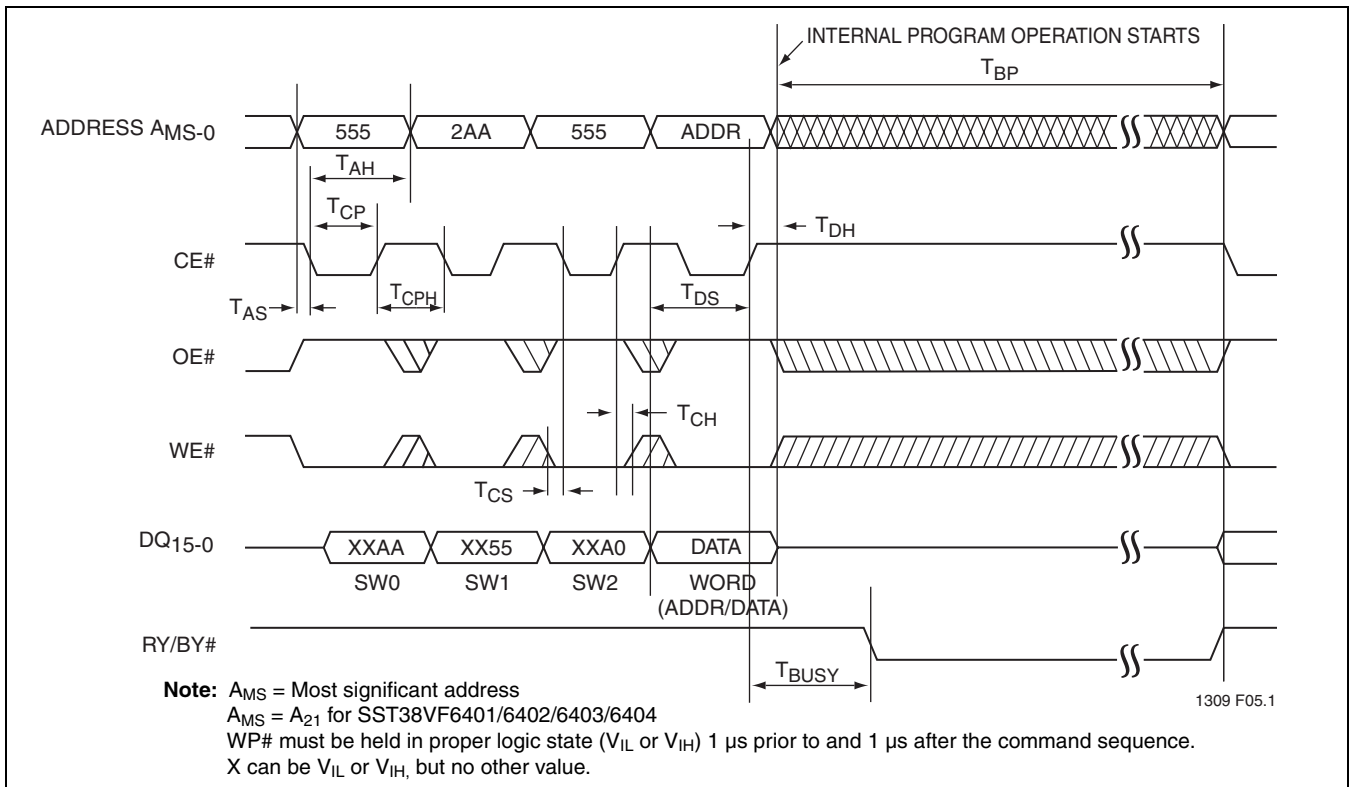 INTERNAL PROGRAM OPERATION STARTS
TBP
ADDRESS AMS-0
555
2AA
555
ADDR
TAH
TCP
TDH
CE#
TCPH
TDS
TAS
OE#
TCH
WE#
TCS
DQ15-0
XXAA
XX55
XXA0
DATA
SW0
SW1
SW2
WORD
(ADDR/DATA)
RY/BY#
TBUSY
1309 F05.1
Note: AMS = Most significant address
AMS = A21 for SST38VF6401/6402/6403/6404
WP# must be held in proper logic state (VIL or VIH) 1 µs prior to and 1 µs after the command sequence.
X can be VIL or VIH, but no other value.